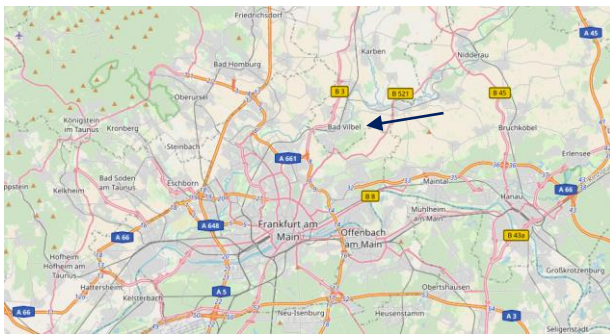 Friedrichsdorf
A 45
Karben
Nidderau
Bad Homburg
B 3
B 521
B 45
Oberursel
Königstein
im Taunus
Kronberg
Bad Vilbel
Bruchköbel
Steinbach
A 661
Erlensee
Bad Soden
am Taunus
Eschborn
Maintal
Kelkheim
B 8
Hanau
A 66
A 648
Mühlheim
am Main
Frankfurt am
Main
Offenbach
am Main
A 66
B 43a
Hofheim
Hofheim am
Taunus
Großkrotzenburg
Hattersheim
A 5
Obertshausen
Kelsterbach
A 66
Neu-Isenburg
Heusenstamm
A 3
Seligenstadt